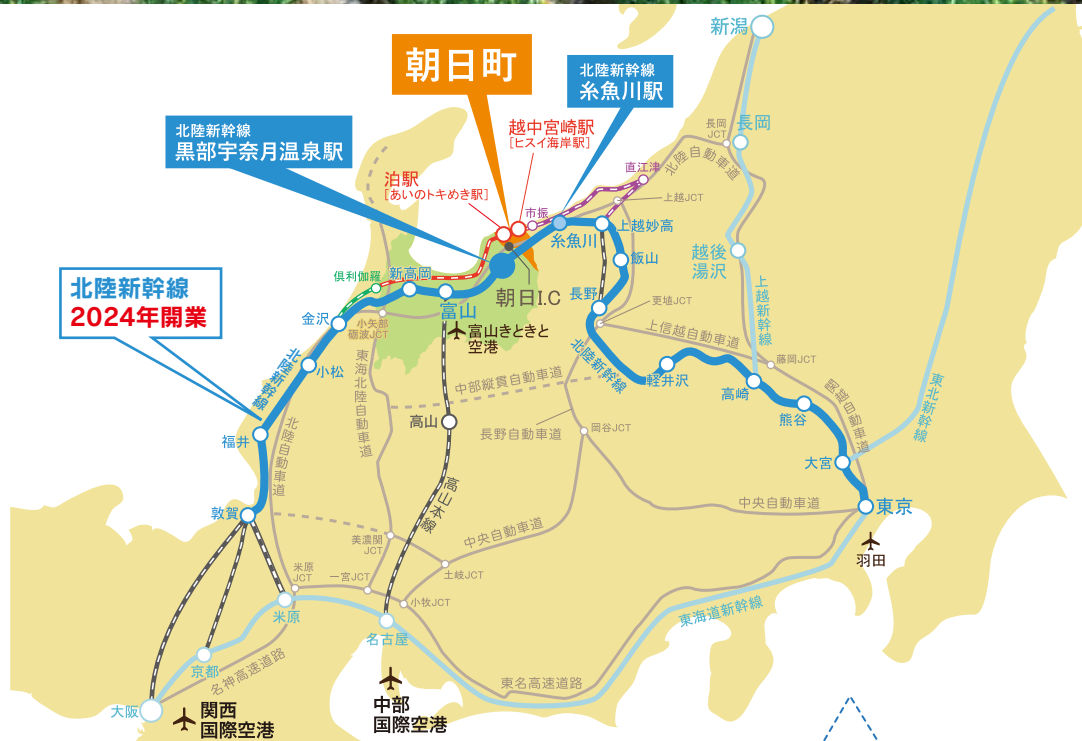 新潟
朝日町
北陸新幹線
糸魚川駅
長岡
JCT
長岡
北陸新幹線
黒部宇奈月温泉駅
越中宮崎駅
[ヒスイ海岸駅]
北陸自動車道
直江津
泊駅
[あいのトキめき駅]
上越JCT
市振
上越妙高
糸魚川
越後
湯沢
飯山
倶利伽羅
新高岡
北陸新幹線
2024年開業
朝日I.C
長野
更埴JCT
上越新幹線
富山
金沢
小矢部
砺波JCT
富山きときと
空港
上信越自動車道
北陸新幹線
小松
東海北陸自動車道
北陸新幹線
藤岡JCT
中部縦貫自動車道
軽井沢
高崎
関越自動車道
東北新幹線
熊谷
北陸自動車道
高山
長野自動車道
岡谷JCT
福井
大宮
高山本線
敦賀
中央自動車道
東京
中央自動車道
美濃関
JCT
羽田
米原
JCT
一宮JCT
土岐JCT
小牧JCT
米原
東海道新幹線
名古屋
京都
名神高速道路
東名高速道路
大阪
関西
国際空港
中部
国際空港